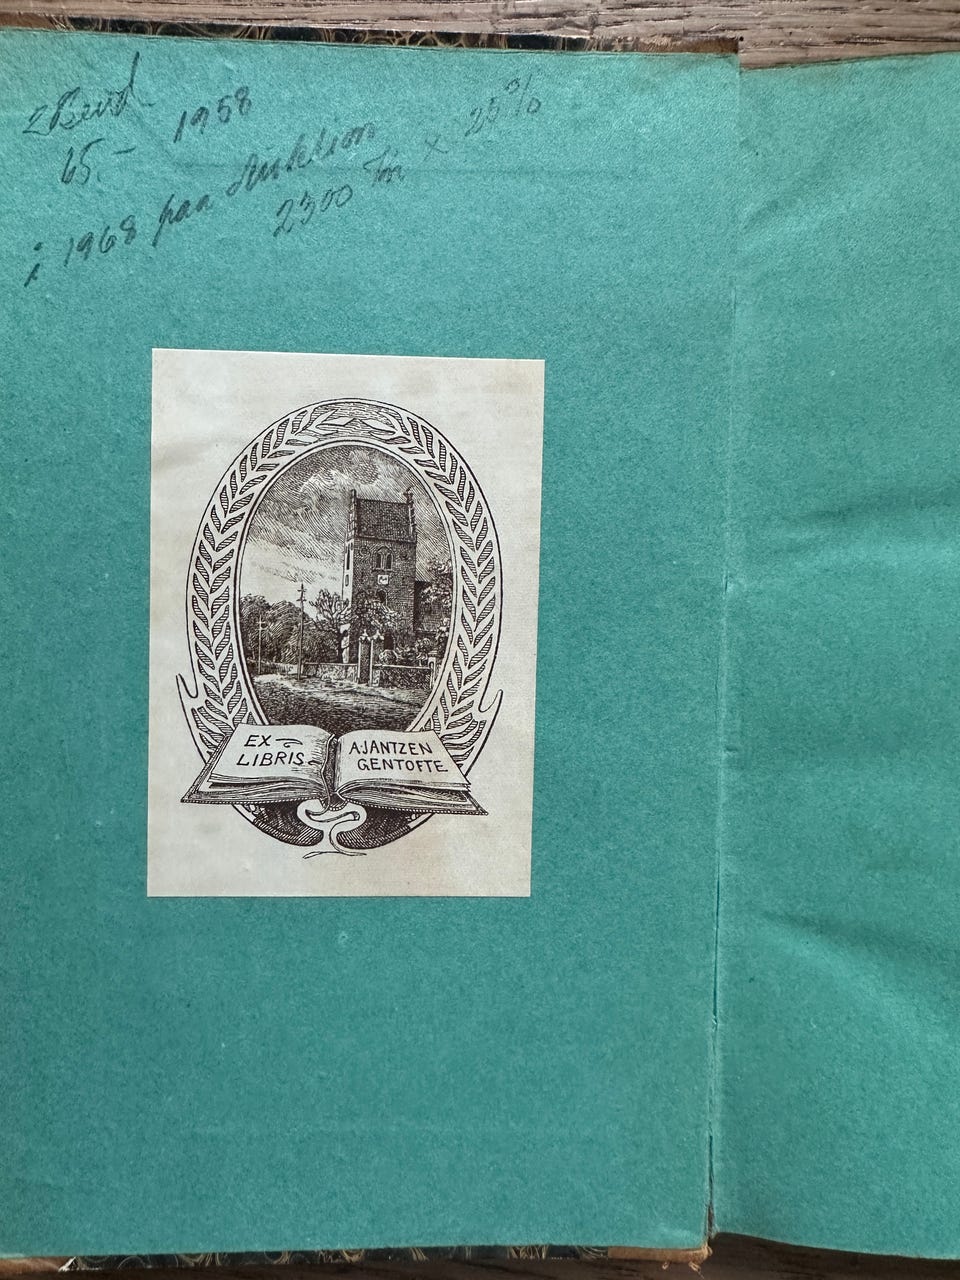 2 Bind
65.- 1958
i 1968 paa Auktion
2300 Kr x 25%
EX
LIBRIS
A·JANTZEN
GENTOFTE